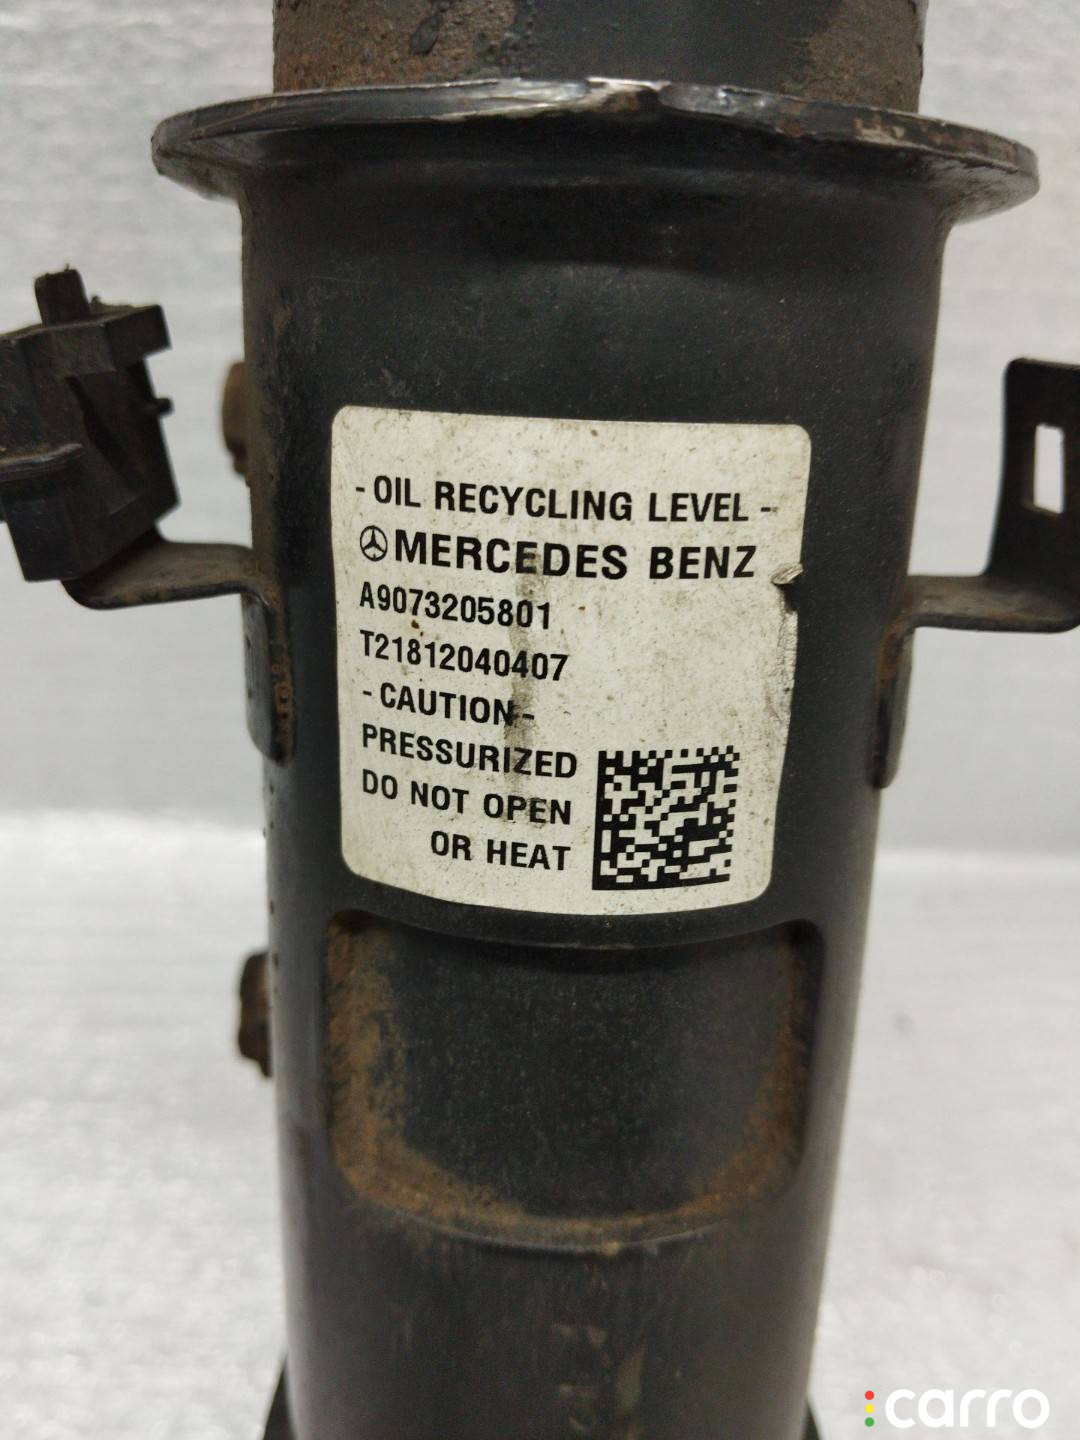 - OIL RECYCLING LEVEL -
MERCEDES BENZ
A9073205801
T21812040407
- CAUTION -
PRESSURIZED
DO NOT OPEN
OR HEAT
carro